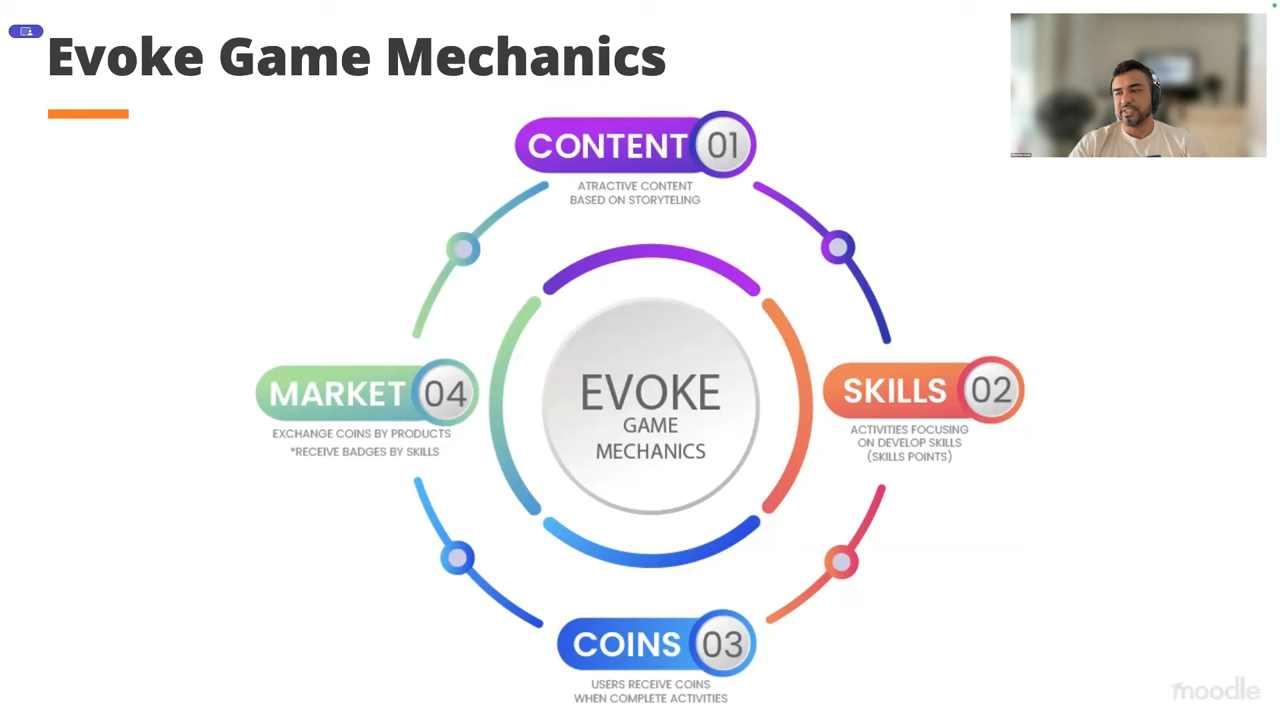 Evoke Game Mechanics
CONTENT 01
ATRACTIVE CONTENT
BASED ON STORYTELING
MARKET 04
EXCHANGE COINS BY PRODUCTS
*RECEIVE BADGES BY SKILLS
EVOKE
GAME
MECHANICS
SKILLS 02
ACTIVITIES FOCUSING
ON DEVELOP SKILLS
(SKILLS POINTS)
COINS 03
USERS RECEIVE COINS
WHEN COMPLETE ACTIVITIES
moodle